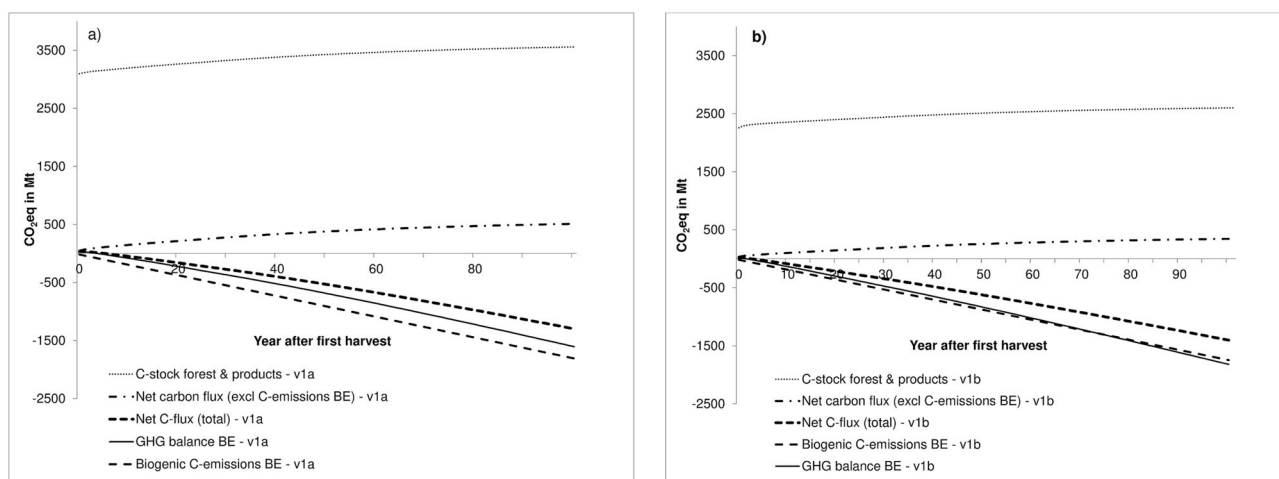 a)
3500
2500
1500
500
-500
-1500
-2500
CO2eq in Mt
0
20
40
60
80
Year after first harvest
C-stock forest & products - v1a
Net carbon flux (excl C-emissions BE) - v1a
Net C-flux (total) - v1a
GHG balance BE - v1a
Biogenic C-emissions BE - v1a
b)
3500
2500
1500
500
-500
-1500
-2500
CO2eq in Mt
0
10
20
30
40
50
60
70
80
90
Year after first harvest
C-stock forest & products - v1b
Net carbon flux (excl C-emissions BE) - v1b
Net C-flux (total) - v1b
Biogenic C-emissions BE - v1b
GHG balance BE - v1b